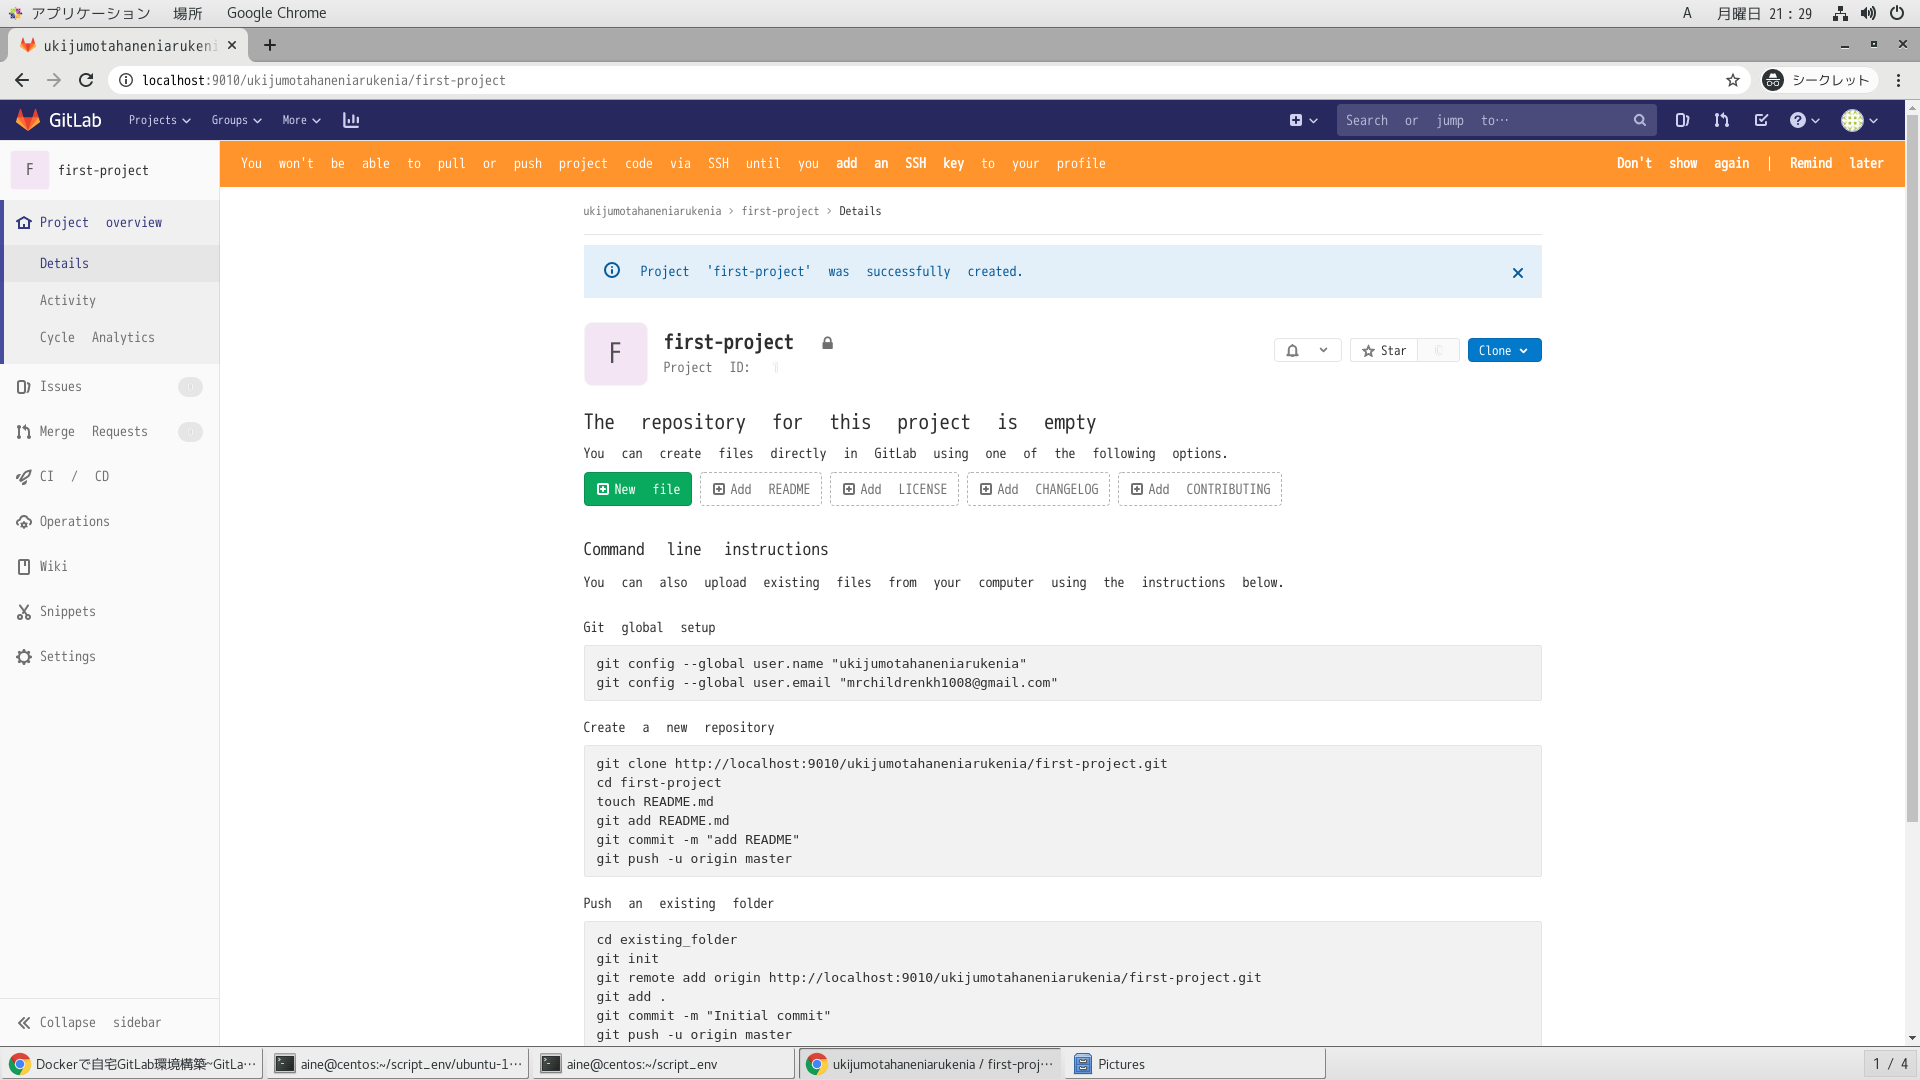 アプリケーション 場所 Google Chrome A 月曜日 21:29
ukijumotahaneniarukeni
localhost:9010/ukijumotahaneniarukenia/first-project シークレット
GitLab Projects Groups More Search or jump to…
F first-project
You won't be able to pull or push project code via SSH until you add an SSH key to your profile Don't show again | Remind later
Project overview
Details
Activity
Cycle Analytics
Issues
Merge Requests
CI / CD
Operations
Wiki
Snippets
Settings
Collapse sidebar
ukijumotahaneniarukenia > first-project > Details
Project 'first-project' was successfully created.
F first-project
Project ID:
Star Clone
The repository for this project is empty
You can create files directly in GitLab using one of the following options.
New file Add README Add LICENSE Add CHANGELOG Add CONTRIBUTING
Command line instructions
You can also upload existing files from your computer using the instructions below.
Git global setup
git config --global user.name "ukijumotahaneniarukenia"
git config --global user.email "mrchildrenkh1008@gmail.com"
Create a new repository
git clone http://localhost:9010/ukijumotahaneniarukenia/first-project.git
cd first-project
touch README.md
git add README.md
git commit -m "add README"
git push -u origin master
Push an existing folder
cd existing_folder
git init
git remote add origin http://localhost:9010/ukijumotahaneniarukenia/first-project.git
git add .
git commit -m "Initial commit"
git push -u origin master
Dockerで自宅GitLab環境構築~GitLa… aine@centos:~/script_env/ubuntu-1… aine@centos:~/script_env ukijumotahaneniarukenia / first-proj… Pictures 1 / 4